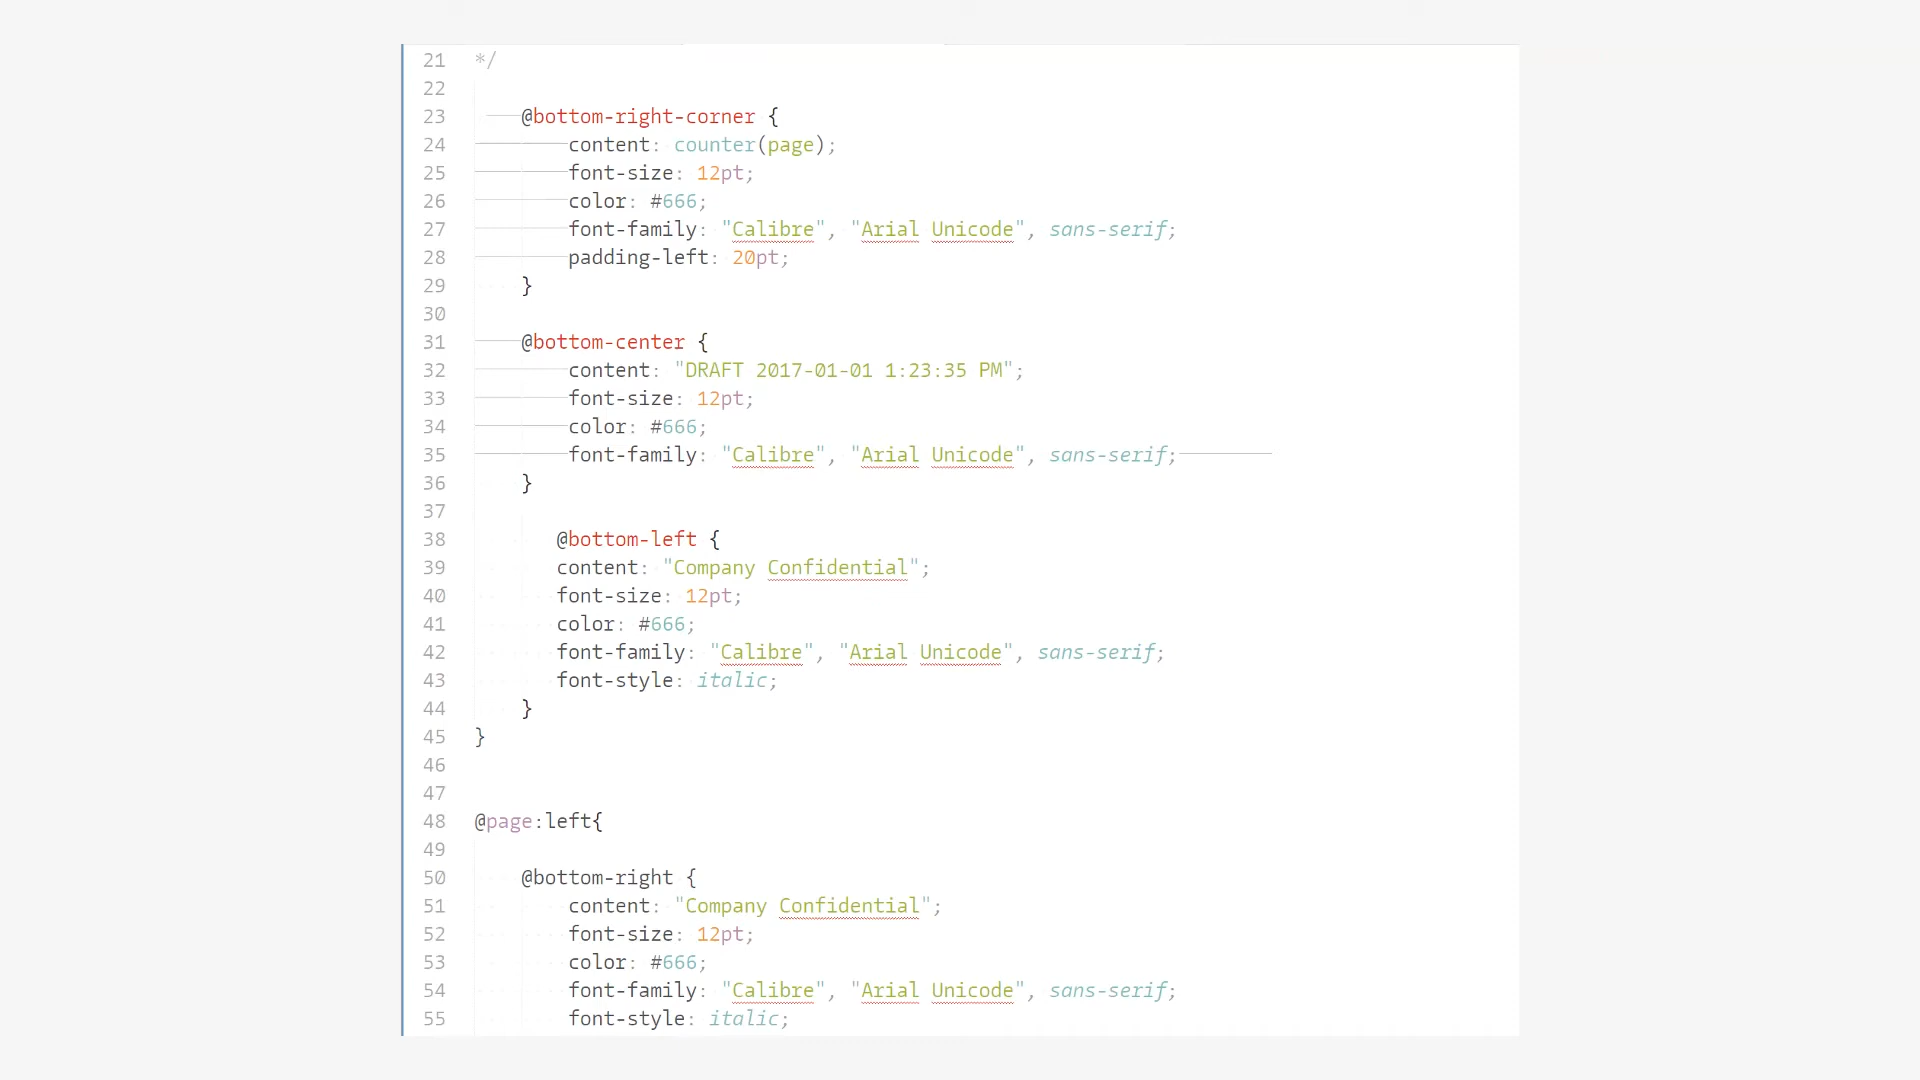 21 */
22
23 @bottom-right-corner {
24 content: counter(page);
25 font-size: 12pt;
26 color: #666;
27 font-family: "Calibre", "Arial Unicode", sans-serif;
28 padding-left: 20pt;
29 }
30
31 @bottom-center {
32 content: "DRAFT 2017-01-01 1:23:35 PM";
33 font-size: 12pt;
34 color: #666;
35 font-family: "Calibre", "Arial Unicode", sans-serif;
36 }
37
38 @bottom-left {
39 content: "Company Confidential";
40 font-size: 12pt;
41 color: #666;
42 font-family: "Calibre", "Arial Unicode", sans-serif;
43 font-style: italic;
44 }
45 }
46
47
48 @page:left{
49
50 @bottom-right {
51 content: "Company Confidential";
52 font-size: 12pt;
53 color: #666;
54 font-family: "Calibre", "Arial Unicode", sans-serif;
55 font-style: italic;